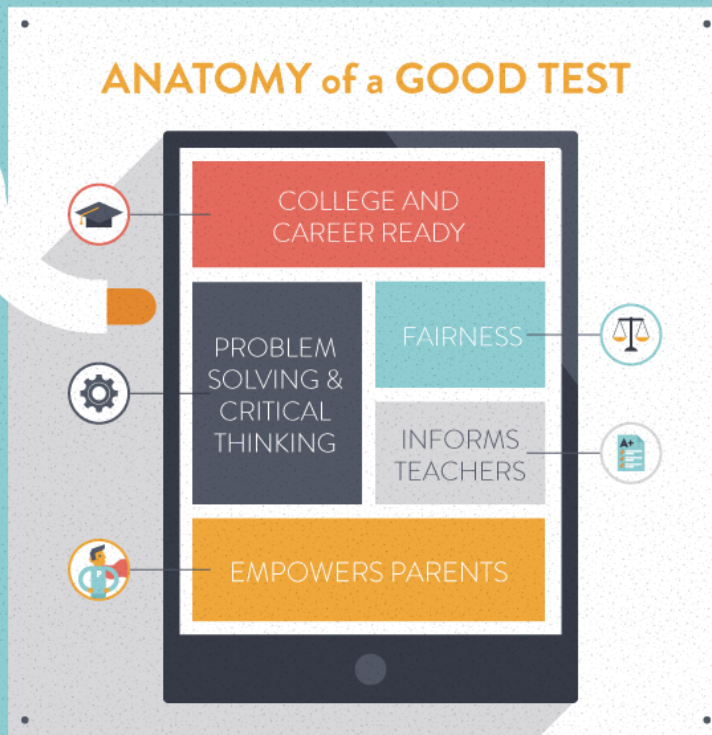 ANATOMY of a GOOD TEST
COLLEGE AND
CAREER READY
PROBLEM
SOLVING &
CRITICAL
THINKING
FAIRNESS
INFORMS
TEACHERS
A+
EMPOWERS PARENTS